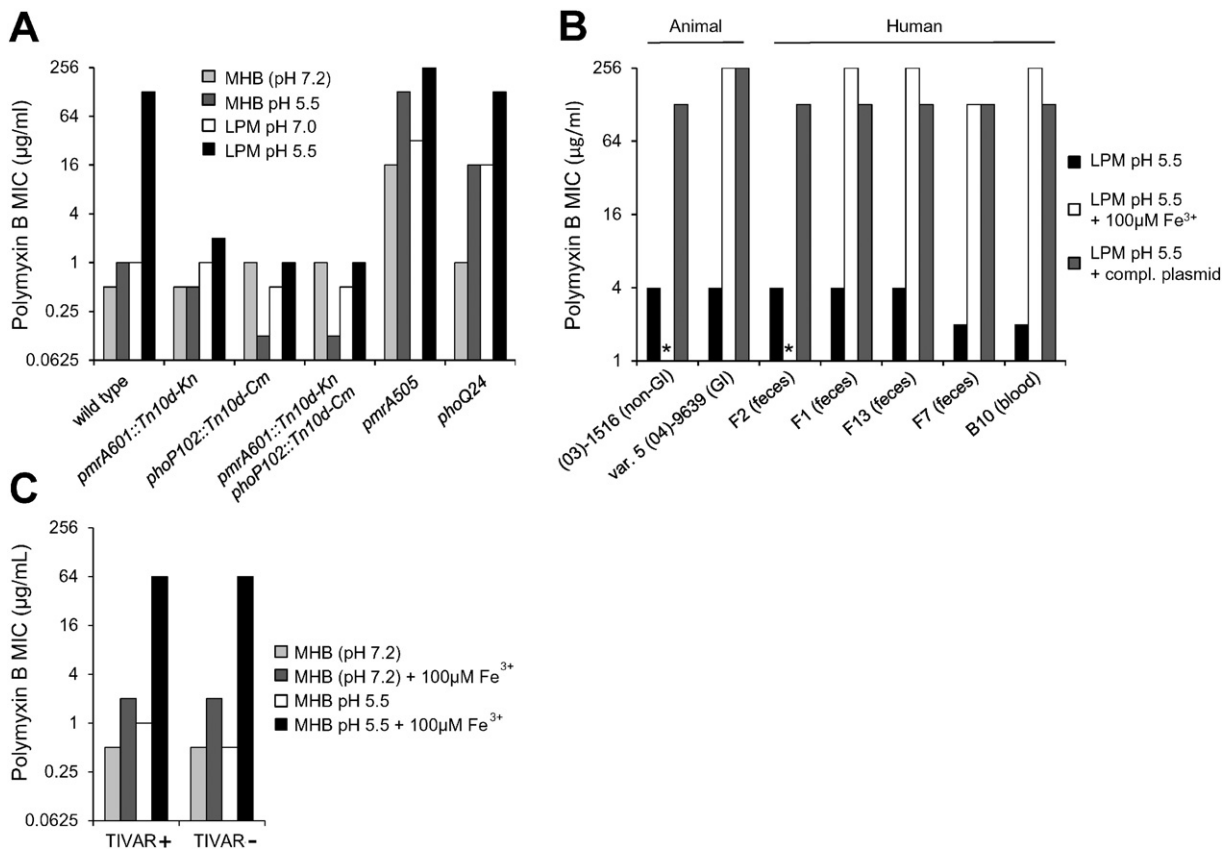 A
Polymyxin B MIC (µg/ml)
256
64
16
4
1
0.25
0.0625
MHB (pH 7.2)
MHB pH 5.5
LPM pH 7.0
LPM pH 5.5
wild type
pmrA601::Tn10d-Kn
phoP102::Tn10d-Cm
pmrA601::Tn10d-Kn
phoP102::Tn10d-Cm
pmrA505
phoQ24
B
Animal
Human
Polymyxin B MIC (µg/ml)
256
64
16
4
1
*
*
LPM pH 5.5
LPM pH 5.5
+ 100µM Fe³⁺
LPM pH 5.5
+ compl. plasmid
(03)-1516 (non-GI)
var. 5 (04)-9639 (GI)
F2 (feces)
F1 (feces)
F13 (feces)
F7 (feces)
B10 (blood)
C
Polymyxin B MIC (µg/mL)
256
64
16
4
1
0.25
0.0625
MHB (pH 7.2)
MHB (pH 7.2) + 100µM Fe³⁺
MHB pH 5.5
MHB pH 5.5 + 100µM Fe³⁺
TIVAR+
TIVAR-